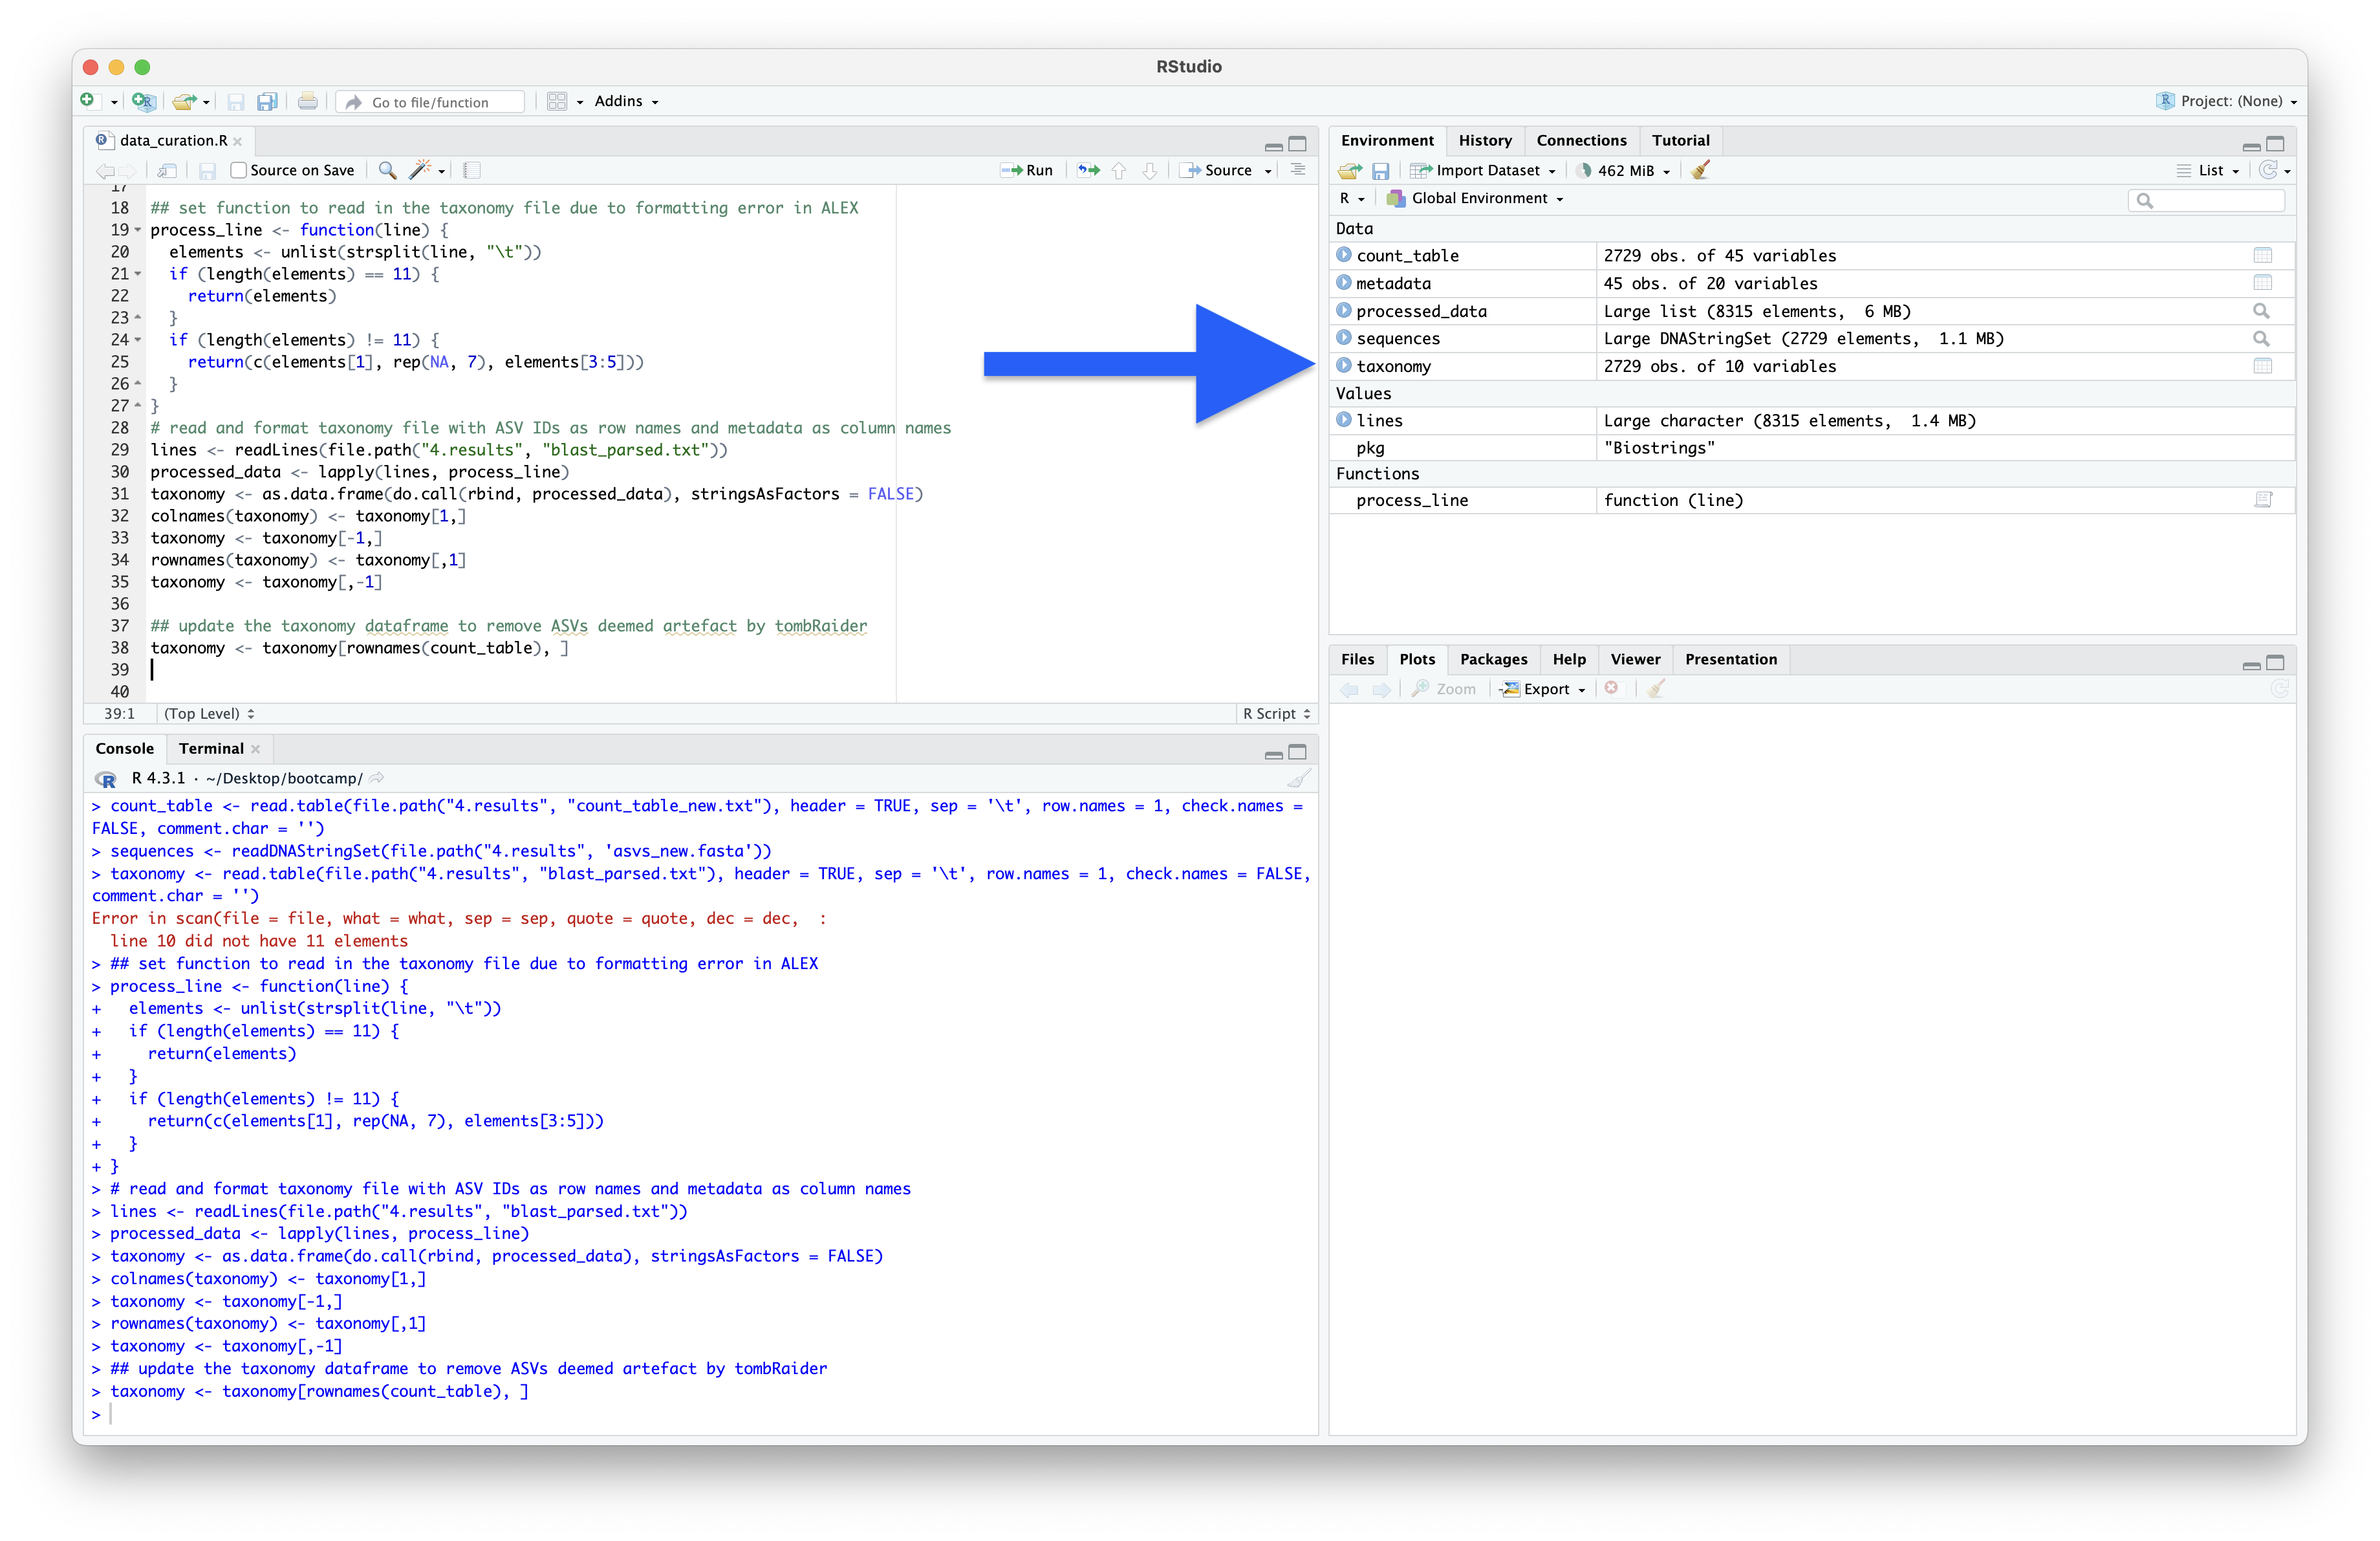 RStudio
Go to file/function
Addins
Project: (None)
data_curation.R
Source on Save
Run
Source
17
18 ## set function to read in the taxonomy file due to formatting error in ALEX
19 process_line <- function(line) {
20   elements <- unlist(strsplit(line, "\t"))
21   if (length(elements) == 11) {
22     return(elements)
23   }
24   if (length(elements) != 11) {
25     return(c(elements[1], rep(NA, 7), elements[3:5]))
26   }
27 }
28 # read and format taxonomy file with ASV IDs as row names and metadata as column names
29 lines <- readLines(file.path("4.results", "blast_parsed.txt"))
30 processed_data <- lapply(lines, process_line)
31 taxonomy <- as.data.frame(do.call(rbind, processed_data), stringsAsFactors = FALSE)
32 colnames(taxonomy) <- taxonomy[1,]
33 taxonomy <- taxonomy[-1,]
34 rownames(taxonomy) <- taxonomy[,1]
35 taxonomy <- taxonomy[,-1]
36
37 ## update the taxonomy dataframe to remove ASVs deemed artefact by tombRaider
38 taxonomy <- taxonomy[rownames(count_table), ]
39
40
39:1 (Top Level) R Script
Console Terminal
R 4.3.1 · ~/Desktop/bootcamp/
> count_table <- read.table(file.path("4.results", "count_table_new.txt"), header = TRUE, sep = '\t', row.names = 1, check.names =
FALSE, comment.char = '')
> sequences <- readDNAStringSet(file.path("4.results", 'asvs_new.fasta'))
> taxonomy <- read.table(file.path("4.results", "blast_parsed.txt"), header = TRUE, sep = '\t', row.names = 1, check.names = FALSE,
comment.char = '')
Error in scan(file = file, what = what, sep = sep, quote = quote, dec = dec,  :
  line 10 did not have 11 elements
> ## set function to read in the taxonomy file due to formatting error in ALEX
> process_line <- function(line) {
+   elements <- unlist(strsplit(line, "\t"))
+   if (length(elements) == 11) {
+     return(elements)
+   }
+   if (length(elements) != 11) {
+     return(c(elements[1], rep(NA, 7), elements[3:5]))
+   }
+ }
> # read and format taxonomy file with ASV IDs as row names and metadata as column names
> lines <- readLines(file.path("4.results", "blast_parsed.txt"))
> processed_data <- lapply(lines, process_line)
> taxonomy <- as.data.frame(do.call(rbind, processed_data), stringsAsFactors = FALSE)
> colnames(taxonomy) <- taxonomy[1,]
> taxonomy <- taxonomy[-1,]
> rownames(taxonomy) <- taxonomy[,1]
> taxonomy <- taxonomy[,-1]
> ## update the taxonomy dataframe to remove ASVs deemed artefact by tombRaider
> taxonomy <- taxonomy[rownames(count_table), ]
>
Environment History Connections Tutorial
Import Dataset 462 MiB List
R Global Environment
Data
count_table 2729 obs. of 45 variables
metadata 45 obs. of 20 variables
processed_data Large list (8315 elements,  6 MB)
sequences Large DNAStringSet (2729 elements,  1.1 MB)
taxonomy 2729 obs. of 10 variables
Values
lines Large character (8315 elements,  1.4 MB)
pkg "Biostrings"
Functions
process_line function (line)
Files Plots Packages Help Viewer Presentation
Zoom Export